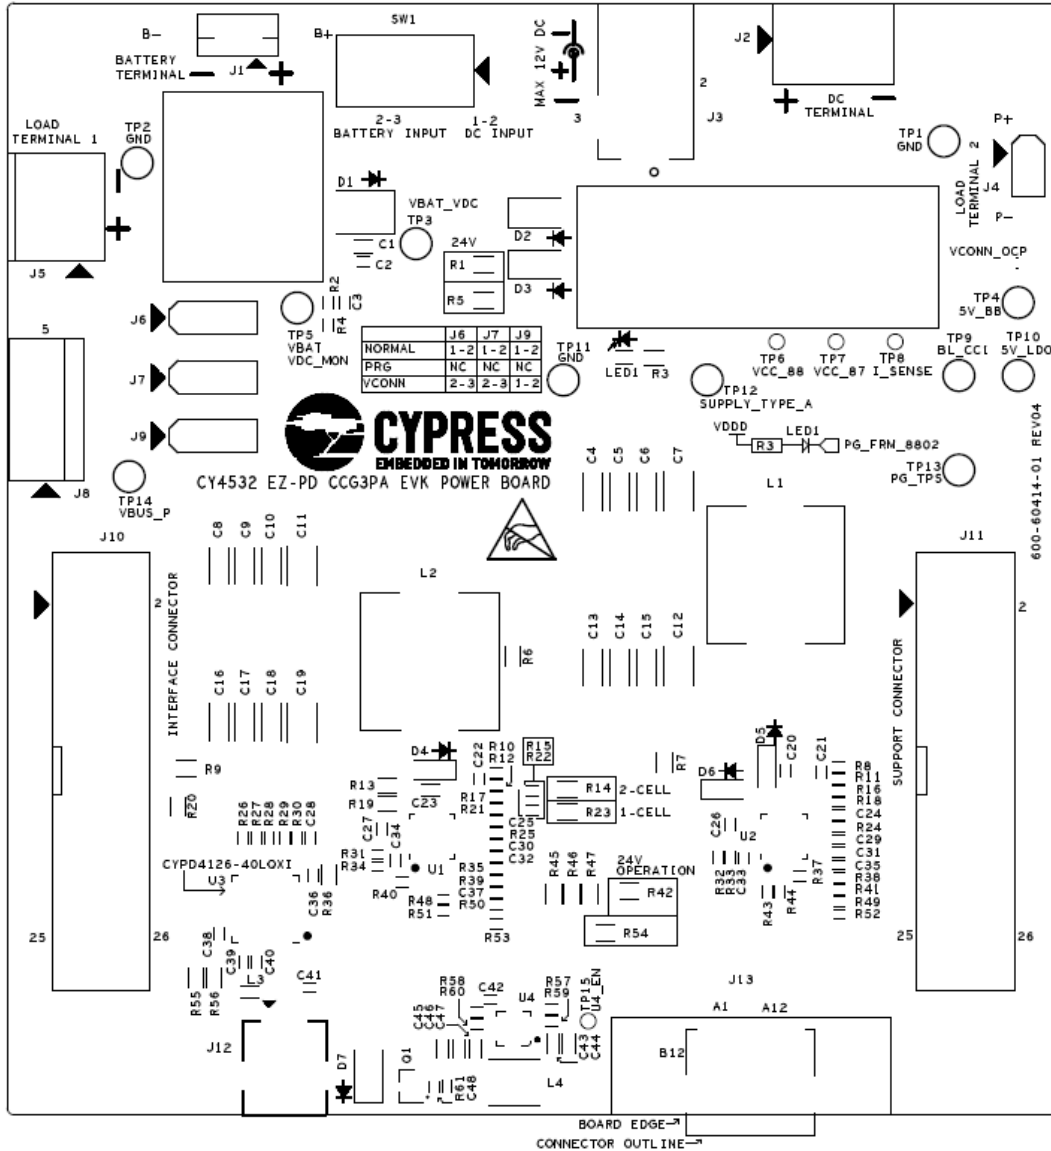 SW1
B-
B+
BATTERY
TERMINAL
J1
MAX 12V DC
J2
2
3
J3
DC
TERMINAL
2-3
1-2
BATTERY INPUT
DC INPUT
LOAD
TERMINAL 1
TP2
GND
TP1
GND
P+
LOAD
TERMINAL 2
J4
P-
D1
VBAT_VDC
TP3
C1
C2
24V
R1
R5
D2
D3
VCONN_OCP
J5
R2
C3
R4
J6
TP5
VBAT
VDC_MON
TP4
5V_BB
5
J6 J7 J9
NORMAL 1-2 1-2 1-2
PRG NC NC NC
VCONN 2-3 2-3 1-2
TP11
GND
LED1
R3
TP6
VCC_88
TP7
VCC_87
TP8
I_SENSE
TP9
BL_CC1
TP10
5V_LDO
J7
TP12
SUPPLY_TYPE_A
J9
CYPRESS
EMBEDDED IN TOMORROW
VDDD
R3
LED1
PG_FRN_8802
CY4532 EZ-PD CCG3PA EVK POWER BOARD
TP13
PG_TPS
600-60414-01 REV04
J8
TP14
VBUS_P
C4
C5
C6
C7
L1
J10
C8
C9
C10
C11
J11
L2
2
2
INTERFACE CONNECTOR
SUPPORT CONNECTOR
C13
C14
C15
C12
R6
C16
C17
C18
C19
D4
C22
R10
R12
R15
R22
R7
D5
D6
C20
C21
R9
R20
R13
R19
C23
R17
R21
R14
2-CELL
R23
1-CELL
R8
R11
R16
R18
C24
R24
C29
C31
C35
R38
R41
R49
R52
R26
R27
R28
R29
R30
C28
C27
C34
C25
R25
C30
C32
C26
U2
CYPD4126-40LQXI
U3
R31
R34
U1
R35
R39
C37
R50
R45
R46
R47
24V
OPERATION
R42
R32
R33
C33
R37
R43
R44
C36
R36
R40
R48
R51
R53
R54
25
26
25
26
C38
C39
C40
L3
C41
R55
R56
R58
R60
C42
U4
R57
R59
TP15
U4_EN
J13
A1
A12
C45
C46
C47
C43
C44
B12
J12
D7
Q1
R61
C48
L4
BOARD EDGE
CONNECTOR OUTLINE